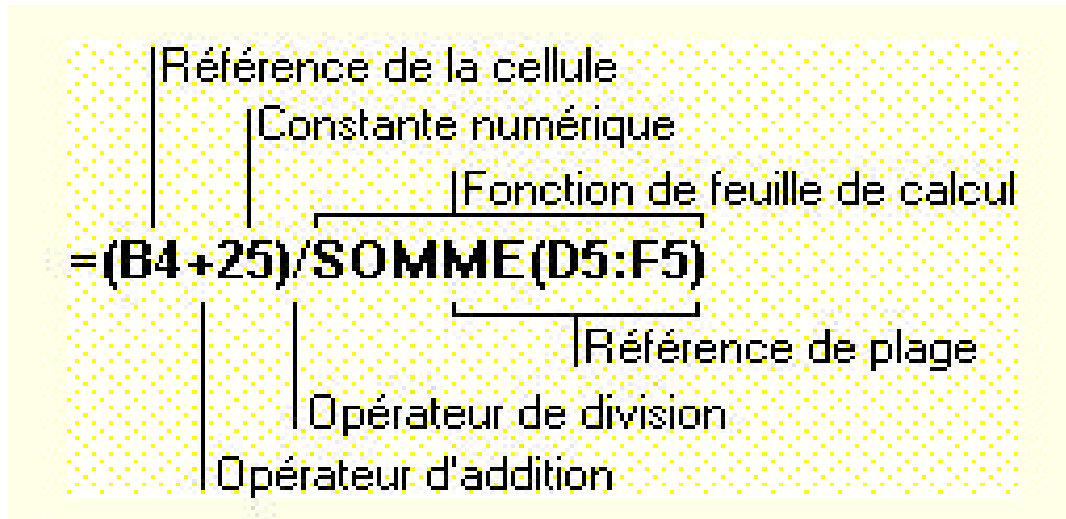 Référence de la cellule
Constante numérique
Fonction de feuille de calcul
=(B4+25)/SOMME(D5:F5)
Référence de plage
Opérateur de division
Opérateur d'addition